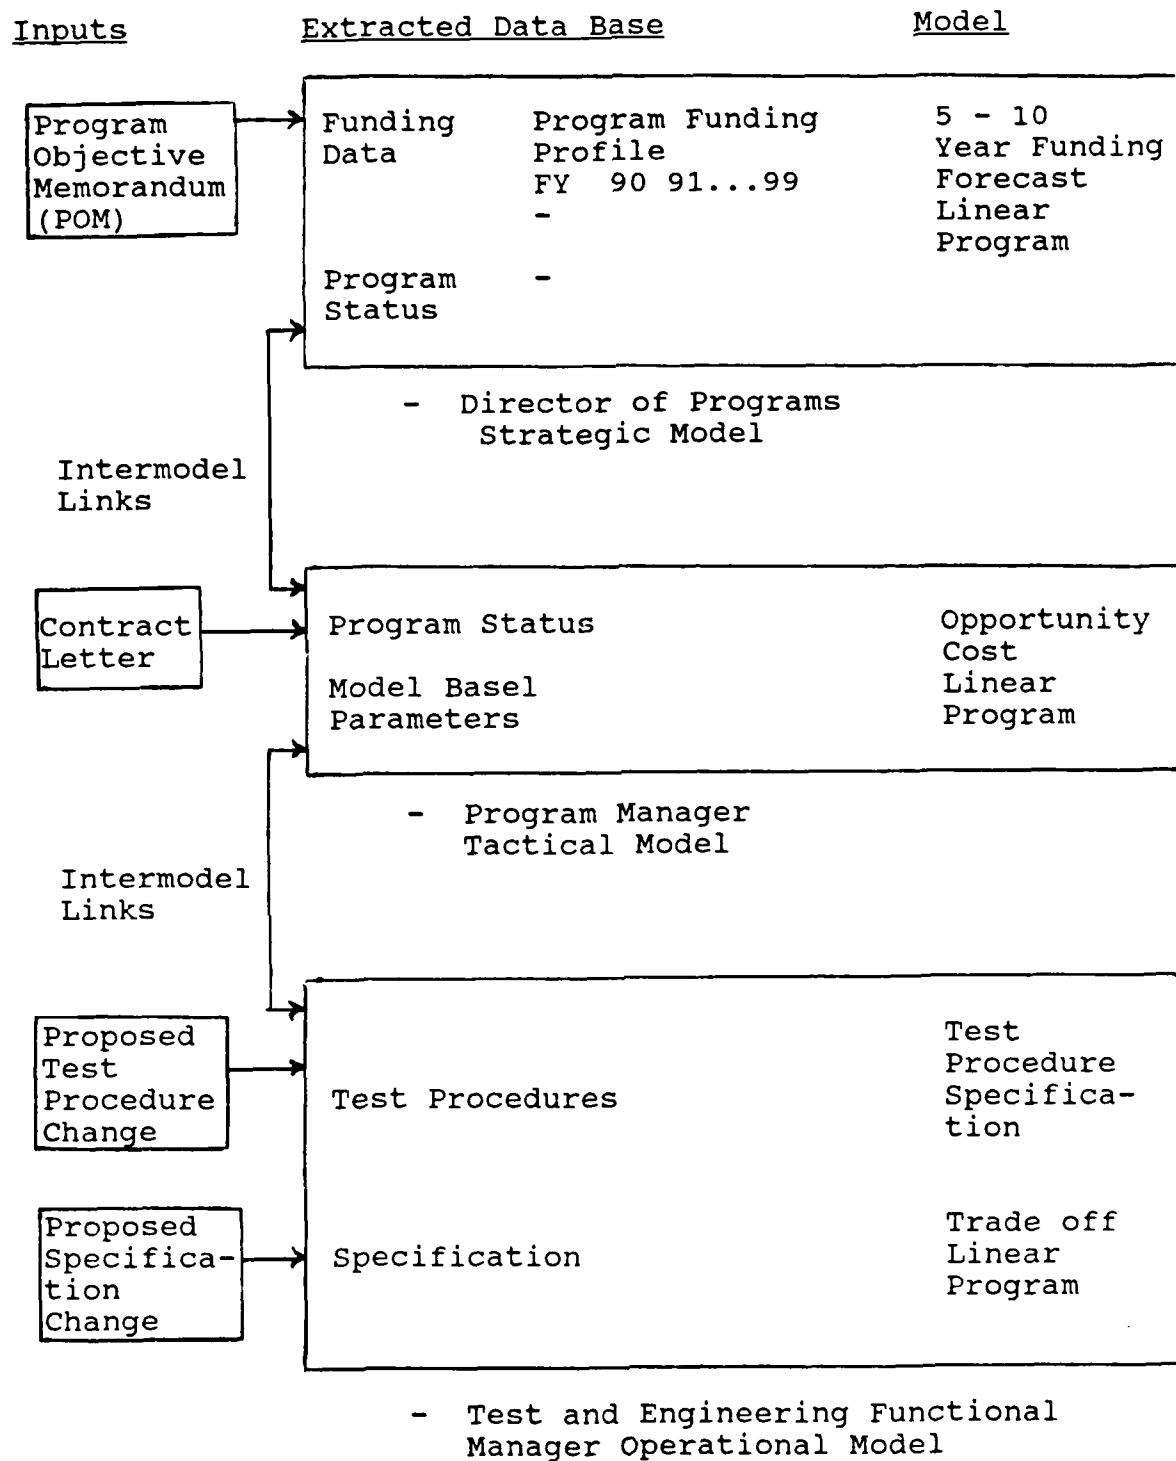 Inputs
Extracted Data Base
Model
Program
Objective
Memorandum
(POM)
Funding
Data
Program Funding
Profile
FY 90 91...99
-
Program
Status
-
5 - 10
Year Funding
Forecast
Linear
Program
- Director of Programs
Strategic Model
Intermodel
Links
Contract
Letter
Program Status
Model Basel
Parameters
Opportunity
Cost
Linear
Program
- Program Manager
Tactical Model
Intermodel
Links
Proposed
Test
Procedure
Change
Test Procedures
Test
Procedure
Specifica-
tion
Proposed
Specifica-
tion
Change
Specification
Trade off
Linear
Program
- Test and Engineering Functional
Manager Operational Model